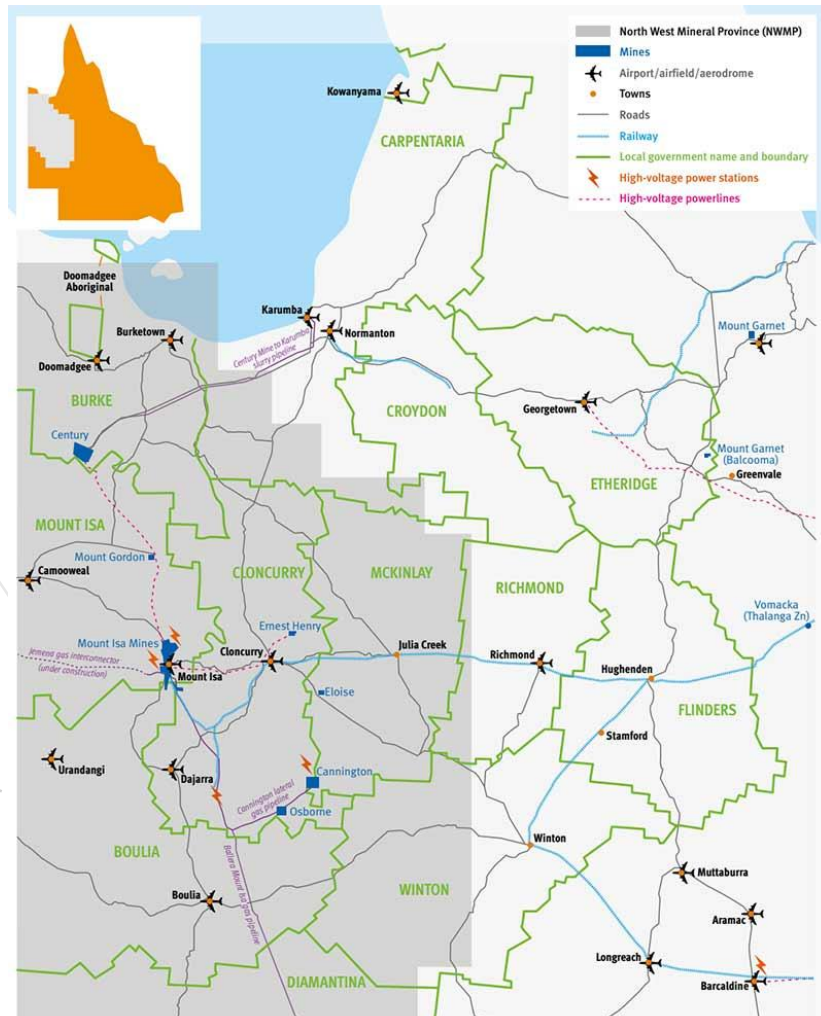 North West Mineral Province (NWMP)
Mines
Airport/airfield/aerodrome
Towns
Roads
Railway
Local government name and boundary
High-voltage power stations
High-voltage powerlines
Kowanyama
CARPENTARIA
Doomadgee
Aboriginal
Karumba
Normanton
Burketown
Mount Garnet
Century Mine to Karumba
slurry pipeline
Doomadgee
BURKE
CROYDON
Georgetown
Century
Mount Garnet
(Balcooma)
Greenvale
ETHERIDGE
MOUNT ISA
Mount Gordon
CLONCURRY
MCKINLAY
Camooweal
RICHMOND
Vomacka
(Thalanga Zn)
Ernest Henry
Mount Isa Mines
Cloncurry
Julia Creek
Richmond
Jemena gas interconnector
(under construction)
Mount Isa
Hughenden
Eloise
FLINDERS
Stamford
Urandangi
Dajarra
Cannington
Cannington lateral
gas pipeline
Osborne
Winton
BOULIA
Ballera Mount Isa gas pipeline
Muttaburra
Boulia
WINTON
Aramac
Longreach
DIAMANTINA
Barcaldine